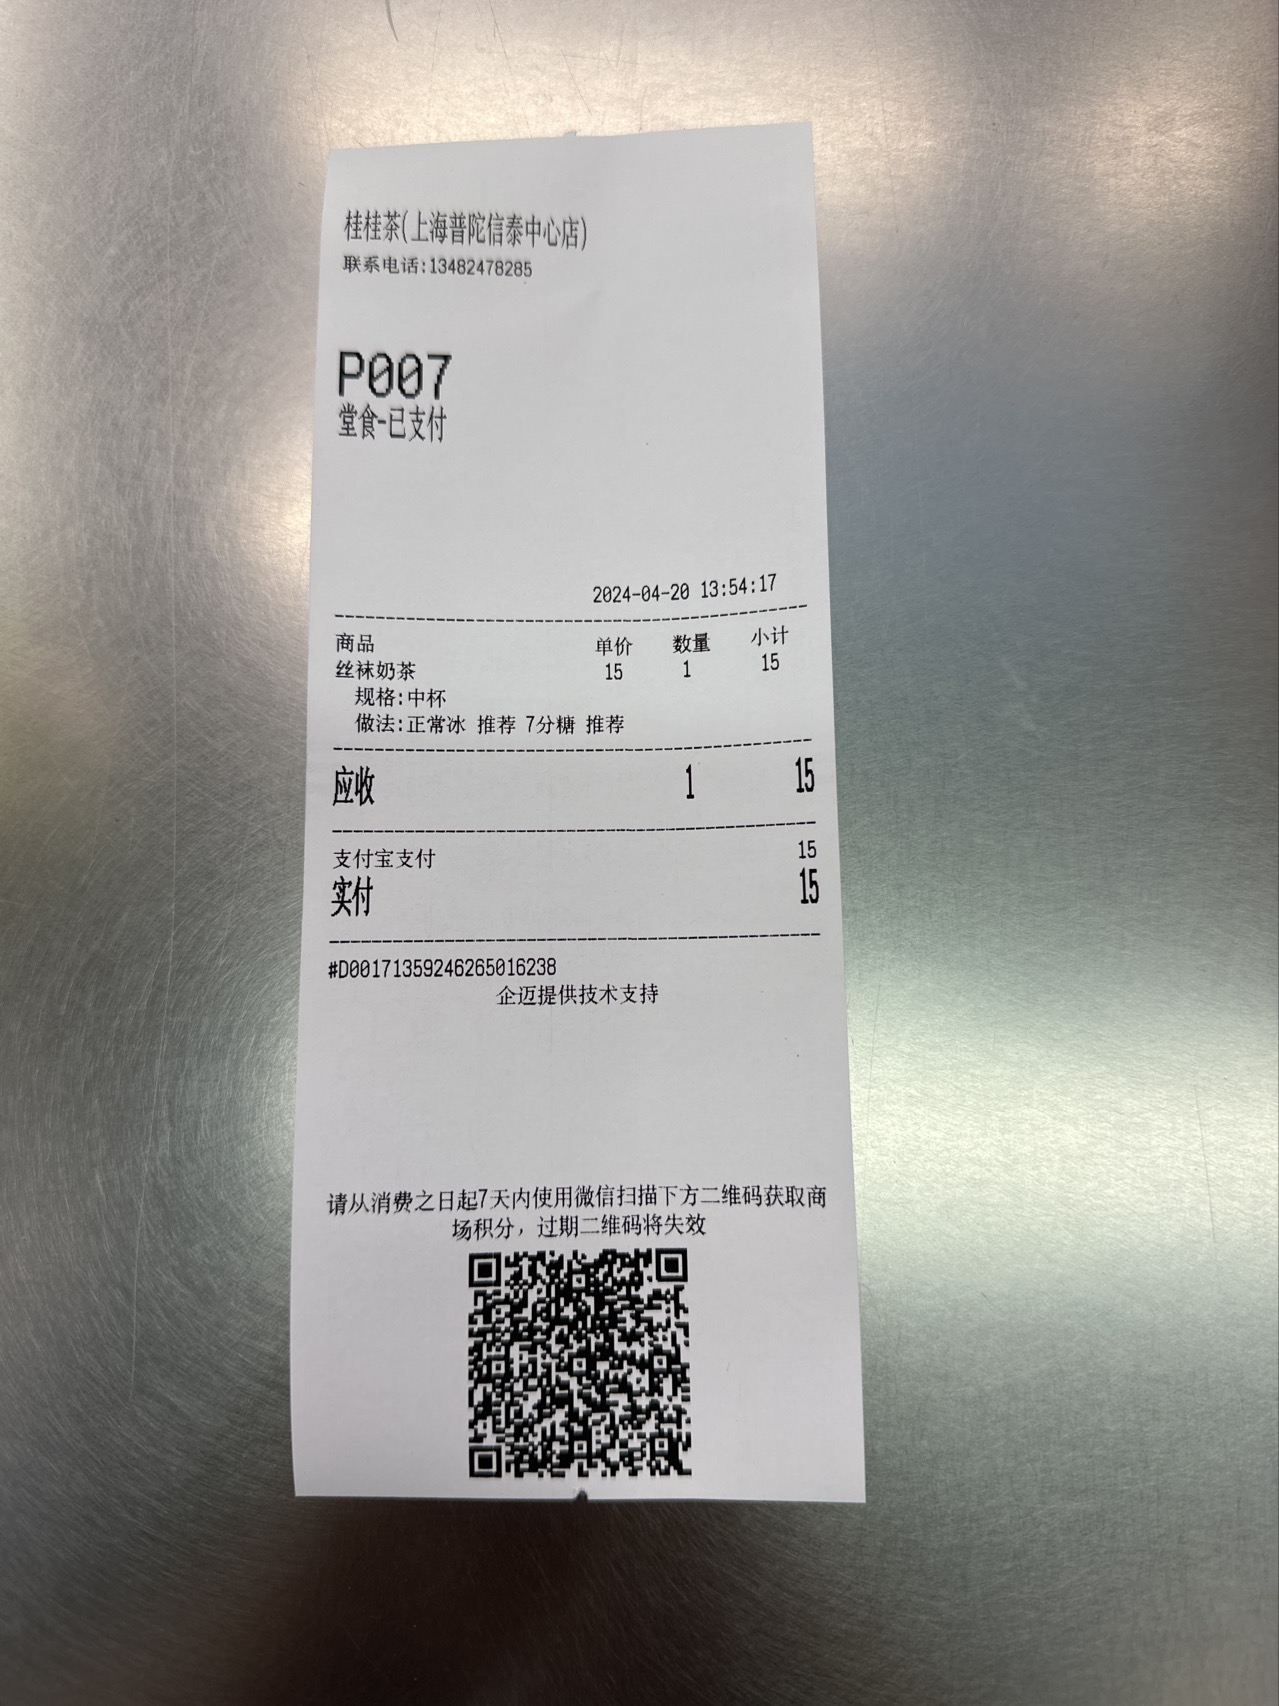 桂桂茶(上海普陀信泰中心店)
联系电话:13482478285
P007
堂食-已支付
2024-04-20 13:54:17
商品 单价 数量 小计
丝袜奶茶 15 1 15
规格:中杯
做法:正常冰 推荐 7分糖 推荐
应收 1 15
支付宝支付 15
实付 15
#D00171359246265016238
企迈提供技术支持
请从消费之日起7天内使用微信扫描下方二维码获取商
场积分，过期二维码将失效